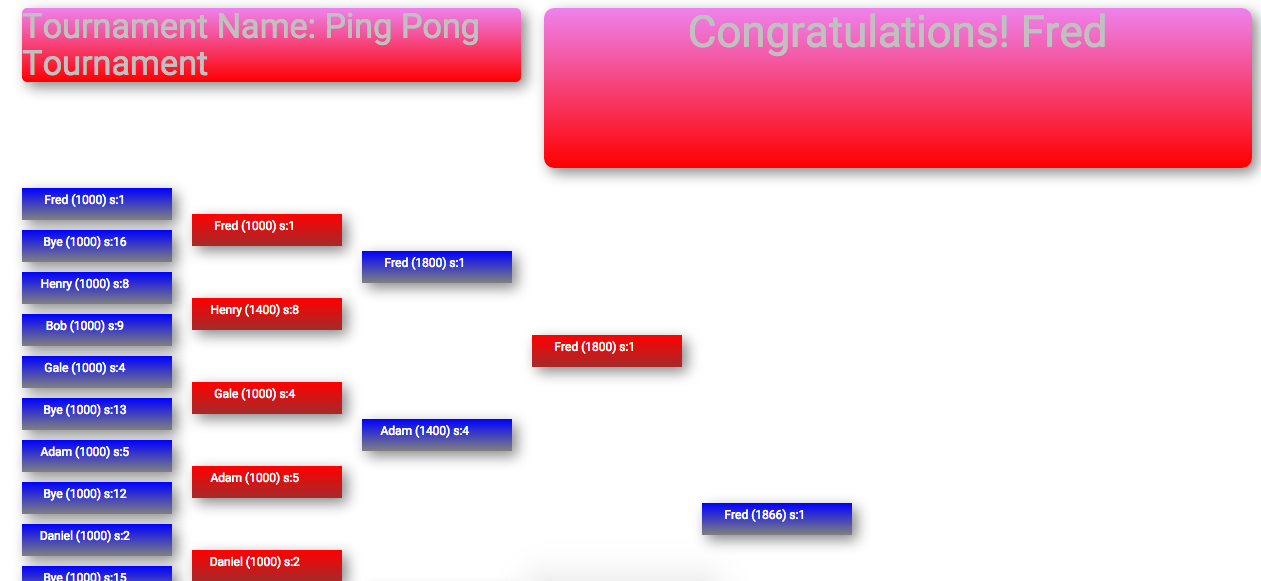 Tournament Name: Ping Pong
Tournament
Congratulations! Fred
Fred (1000) s:1
Bye (1000) s:16
Henry (1000) s:8
Bob (1000) s:9
Gale (1000) s:4
Bye (1000) s:13
Adam (1000) s:5
Bye (1000) s:12
Daniel (1000) s:2
Bye (1000) s:15
Fred (1000) s:1
Henry (1400) s:8
Gale (1000) s:4
Adam (1000) s:5
Daniel (1000) s:2
Fred (1800) s:1
Adam (1400) s:4
Fred (1800) s:1
Fred (1866) s:1